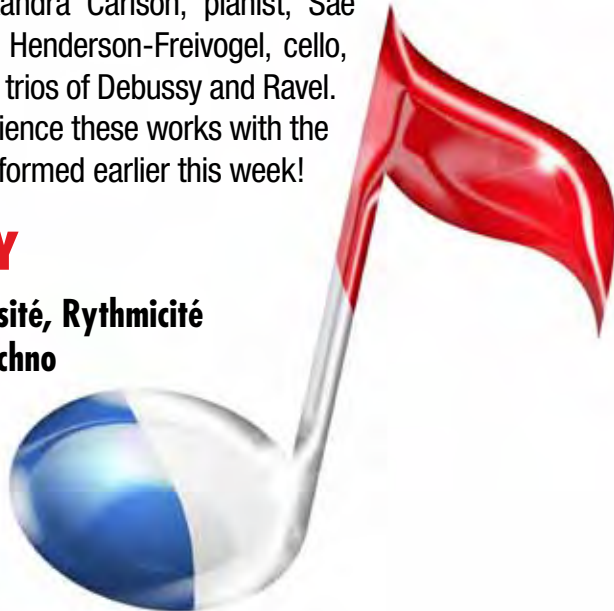 andra Carlson, pianist, Sae
Henderson-Freivogel, cello,
trios of Debussy and Ravel.
ience these works with the
formed earlier this week!
Y
sité, Rythmicité
chno